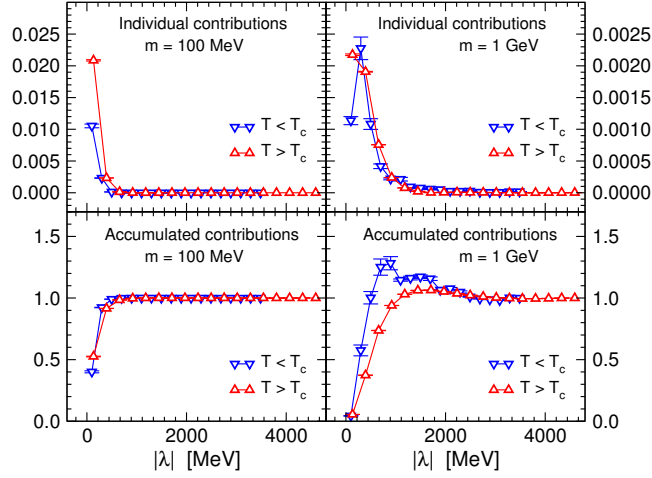 Individual contributions
m = 100 MeV
T < T_c
T > T_c
0.025
0.020
0.015
0.010
0.005
0.000
Individual contributions
m = 1 GeV
T < T_c
T > T_c
0.0025
0.0020
0.0015
0.0010
0.0005
0.0000
Accumulated contributions
m = 100 MeV
T < T_c
T > T_c
1.5
1.0
0.5
0.0
Accumulated contributions
m = 1 GeV
T < T_c
T > T_c
1.5
1.0
0.5
0.0
0 2000 4000
|λ| [MeV]
0 2000 4000
|λ| [MeV]